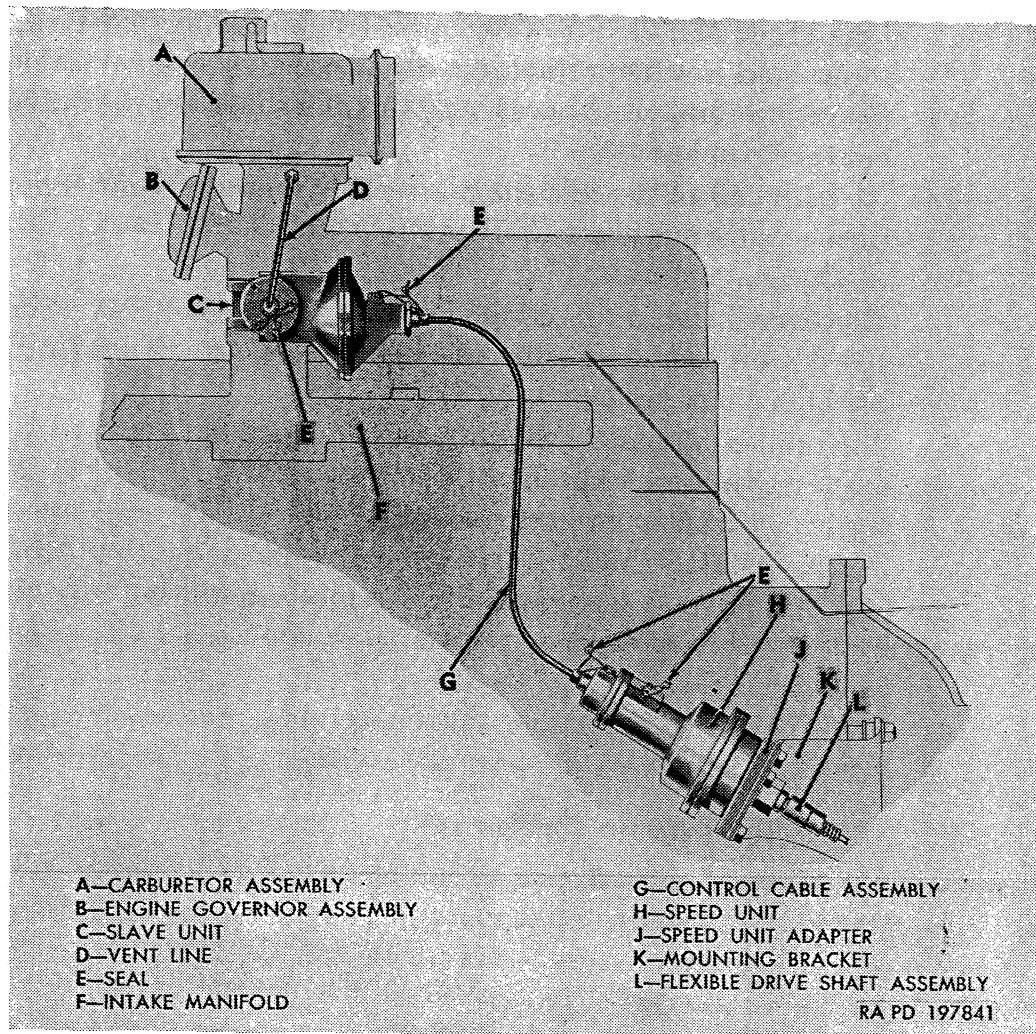 A
B
D
E
C
E
F
E
H
J
K
L
G
A—CARBURETOR ASSEMBLY
B—ENGINE GOVERNOR ASSEMBLY
C—SLAVE UNIT
D—VENT LINE
E—SEAL
F—INTAKE MANIFOLD
G—CONTROL CABLE ASSEMBLY
H—SPEED UNIT
J—SPEED UNIT ADAPTER
K—MOUNTING BRACKET
L—FLEXIBLE DRIVE SHAFT ASSEMBLY
RA PD 197841